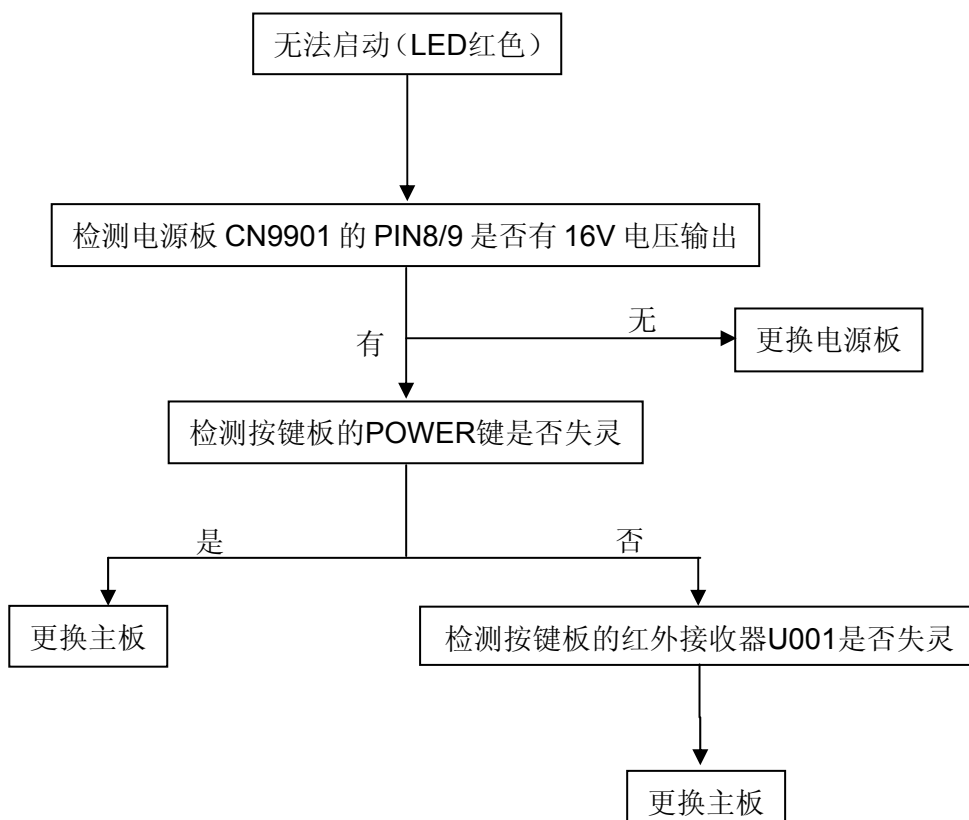 无法启动（LED红色）
检测电源板 CN9901 的 PIN8/9 是否有 16V 电压输出
无
有
更换电源板
检测按键板的POWER键是否失灵
是
否
更换主板
检测按键板的红外接收器U001是否失灵
更换主板